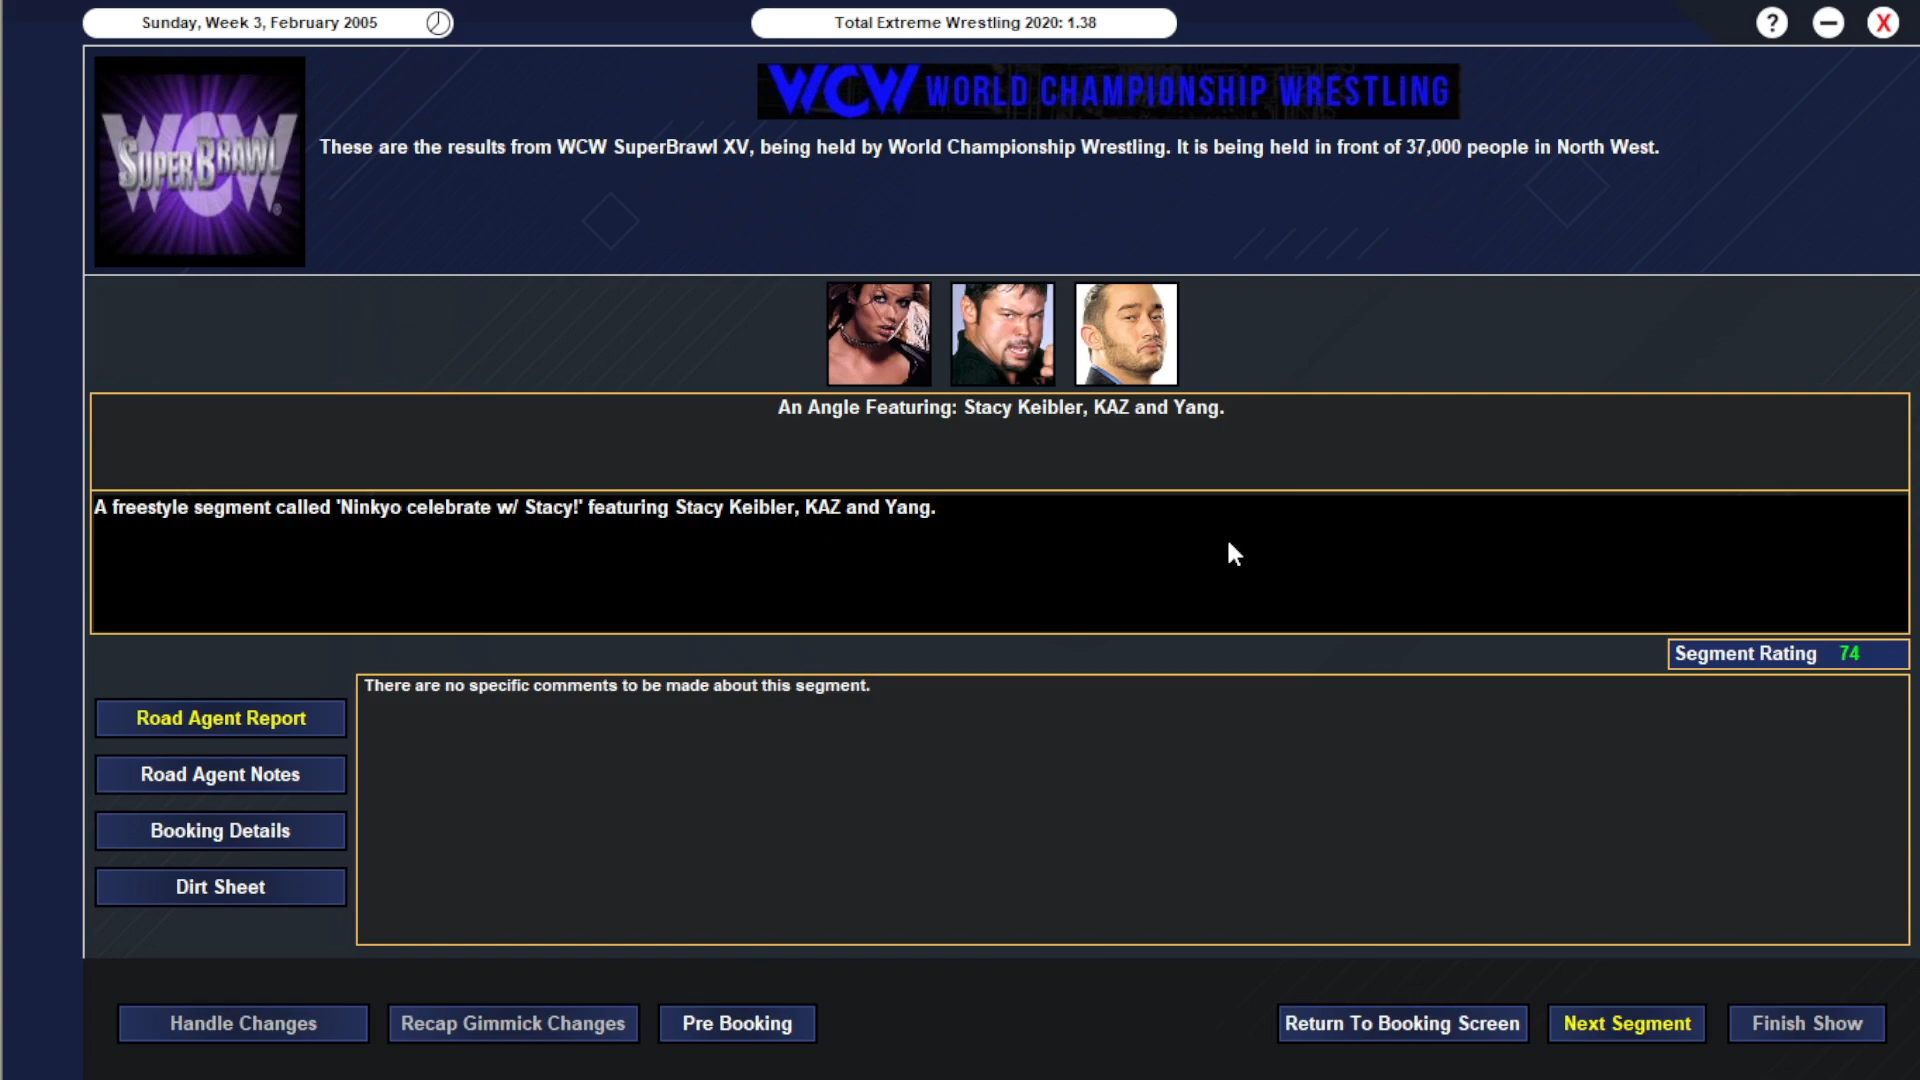 Sunday, Week 3, February 2005
Total Extreme Wrestling 2020: 1.38
?
X
WCW WORLD CHAMPIONSHIP WRESTLING
WCW
SUPERBRAWL
These are the results from WCW SuperBrawl XV, being held by World Championship Wrestling. It is being held in front of 37,000 people in North West.
An Angle Featuring: Stacy Keibler, KAZ and Yang.
A freestyle segment called 'Ninkyo celebrate w/ Stacy!' featuring Stacy Keibler, KAZ and Yang.
Segment Rating 74
There are no specific comments to be made about this segment.
Road Agent Report
Road Agent Notes
Booking Details
Dirt Sheet
Handle Changes
Recap Gimmick Changes
Pre Booking
Return To Booking Screen
Next Segment
Finish Show